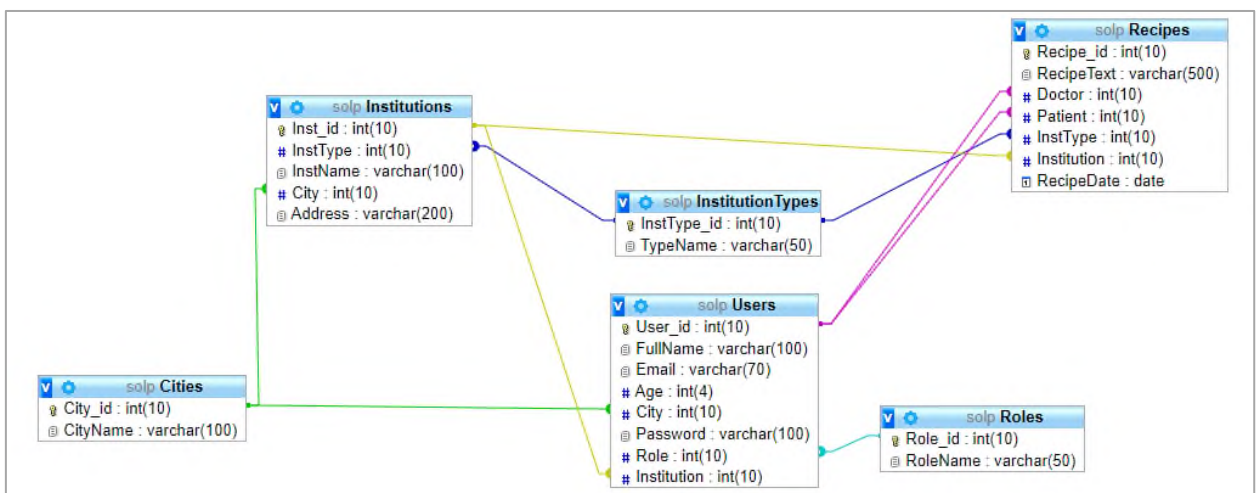 solp Recipes
Recipe_id : int(10)
RecipeText : varchar(500)
# Doctor : int(10)
# Patient : int(10)
# InstType : int(10)
# Institution : int(10)
RecipeDate : date
solp Institutions
Inst_id : int(10)
# InstType : int(10)
InstName : varchar(100)
# City : int(10)
Address : varchar(200)
solp InstitutionTypes
InstType_id : int(10)
TypeName : varchar(50)
solp Users
User_id : int(10)
FullName : varchar(100)
Email : varchar(70)
# Age : int(4)
# City : int(10)
Password : varchar(100)
# Role : int(10)
# Institution : int(10)
solp Cities
City_id : int(10)
CityName : varchar(100)
solp Roles
Role_id : int(10)
RoleName : varchar(50)